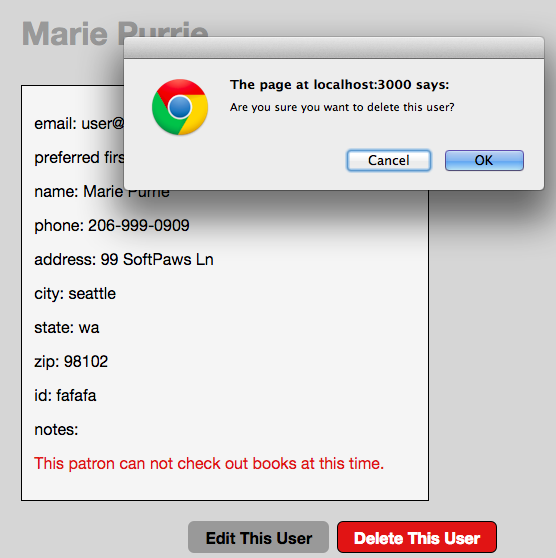 Marie Purrie
The page at localhost:3000 says:
Are you sure you want to delete this user?
Cancel
OK
email: user@
preferred firs
name: Marie Purrie
phone: 206-999-0909
address: 99 SoftPaws Ln
city: seattle
state: wa
zip: 98102
id: fafafa
notes:
This patron can not check out books at this time.
Edit This User
Delete This User